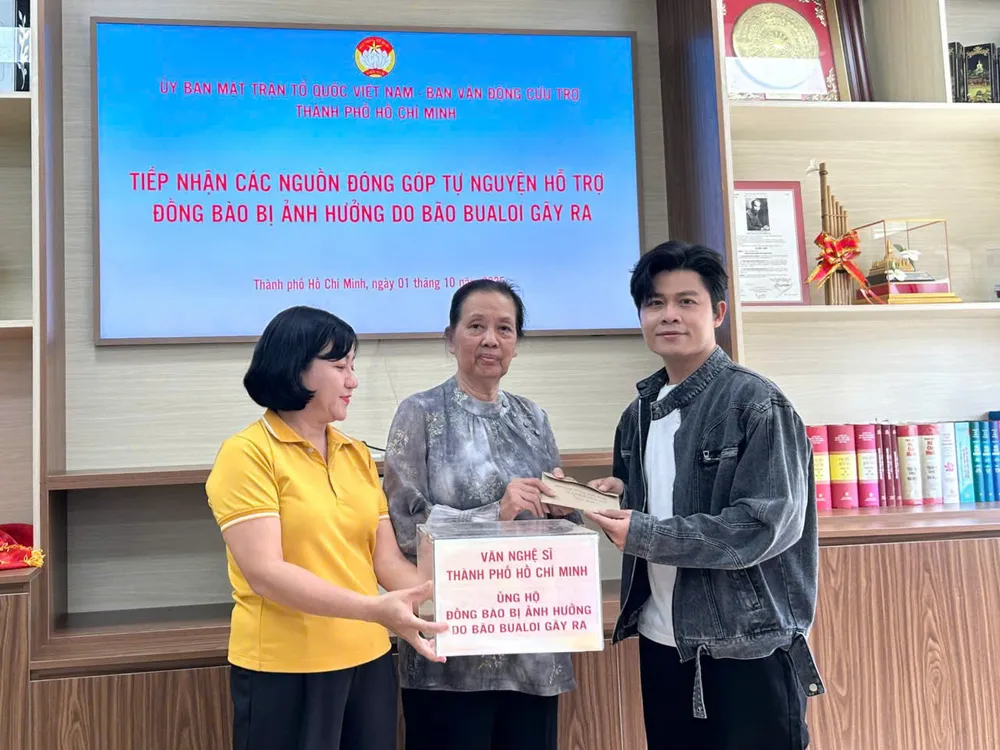 ỦY BAN MẶT TRẬN TỔ QUỐC VIỆT NAM - BAN VẬN ĐỘNG CỨU TRỢ
THÀNH PHỐ HỒ CHÍ MINH
TIẾP NHẬN CÁC NGUỒN ĐÓNG GÓP TỰ NGUYỆN HỖ TRỢ
ĐỒNG BÀO BỊ ẢNH HƯỞNG DO BÃO BUALOI GÂY RA
Thành phố Hồ Chí Minh, ngày 01 tháng 10 năm 2025
VĂN NGHỆ SĨ
THÀNH PHỐ HỒ CHÍ MINH
ỦNG HỘ
ĐỒNG BÀO BỊ ẢNH HƯỞNG
DO BÃO BUALOI GÂY RA